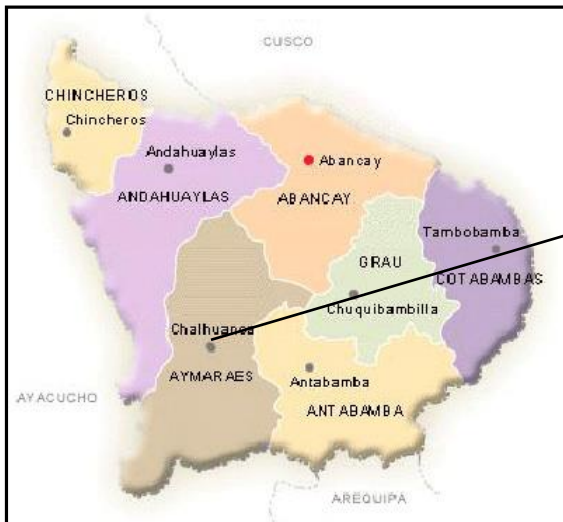 CUSCO
CHINCHEROS
Chincheros
Andahuaylas
ANDAHUAYLAS
Abancay
ABANCAY
Tambobamba
COTABAMBAS
GRAU
Chuquibambilla
Chalhuanca
AYMARAES
Antabamba
ANTABAMBA
AYACUCHO
AREQUIPA